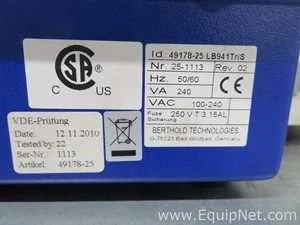 C US
Id: 49178-25 LB941TriS
Nr. 25-1113 Rev. 02
Hz. 50/60
VA 240
VAC 100-240
Fuse 250 V T 3,15AL
Sicherung
BERTHOLD TECHNOLOGIES
D-75323 Bad Wildbad, Germany
VDE-Prüfung
Date: 12.11.2010
Tested by: 22
Ser-Nr.: 1113
Artikel: 49178-25
www.EquipNet.com